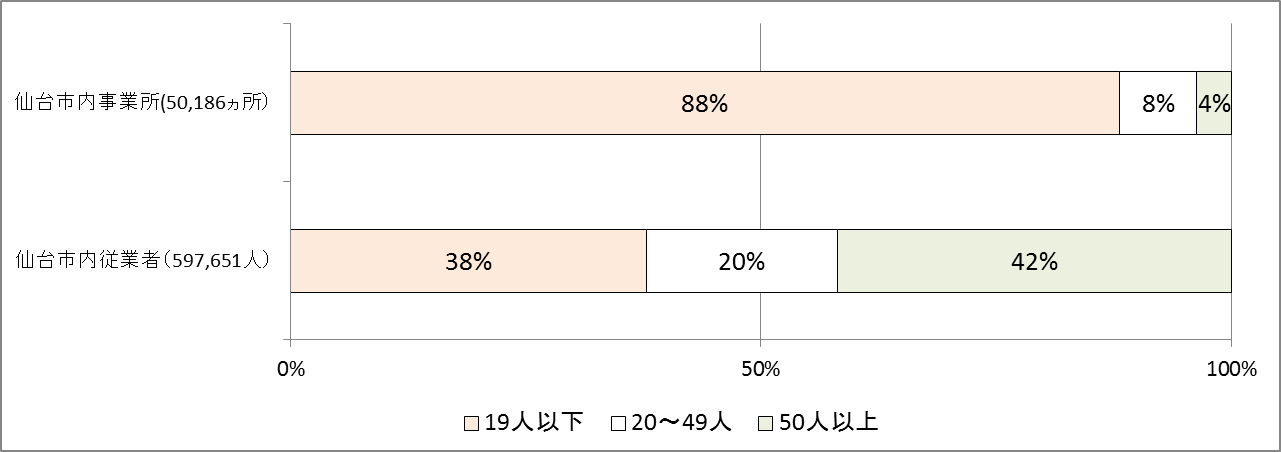 仙台市内事業所(50,186ヵ所)
88%
8%
4%
仙台市内従業者(597,651人)
38%
20%
42%
0%
50%
100%
19人以下
20～49人
50人以上